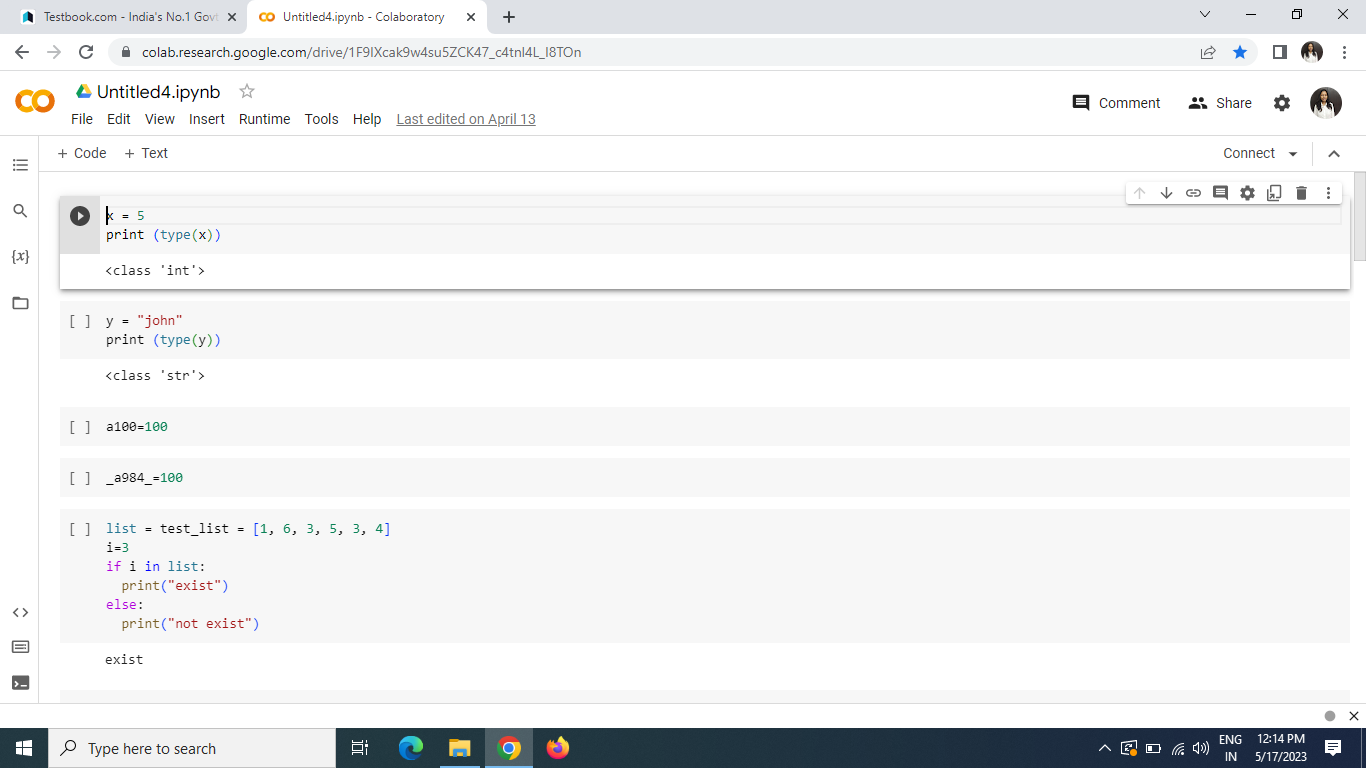 Testbook.com - India's No.1 Govt
Untitled4.ipynb - Colaboratory
colab.research.google.com/drive/1F9IXcak9w4su5ZCK47_c4tnl4L_I8TOn
Untitled4.ipynb
Comment Share
File Edit View Insert Runtime Tools Help Last edited on April 13
+ Code + Text Connect
x = 5
print (type(x))
{x}
<class 'int'>
[ ] y = "john"
print (type(y))
<class 'str'>
[ ] a100=100
[ ] _a984_=100
[ ] list = test_list = [1, 6, 3, 5, 3, 4]
i=3
if i in list:
print("exist")
else:
print("not exist")
exist
Type here to search
ENG
IN
12:14 PM
5/17/2023